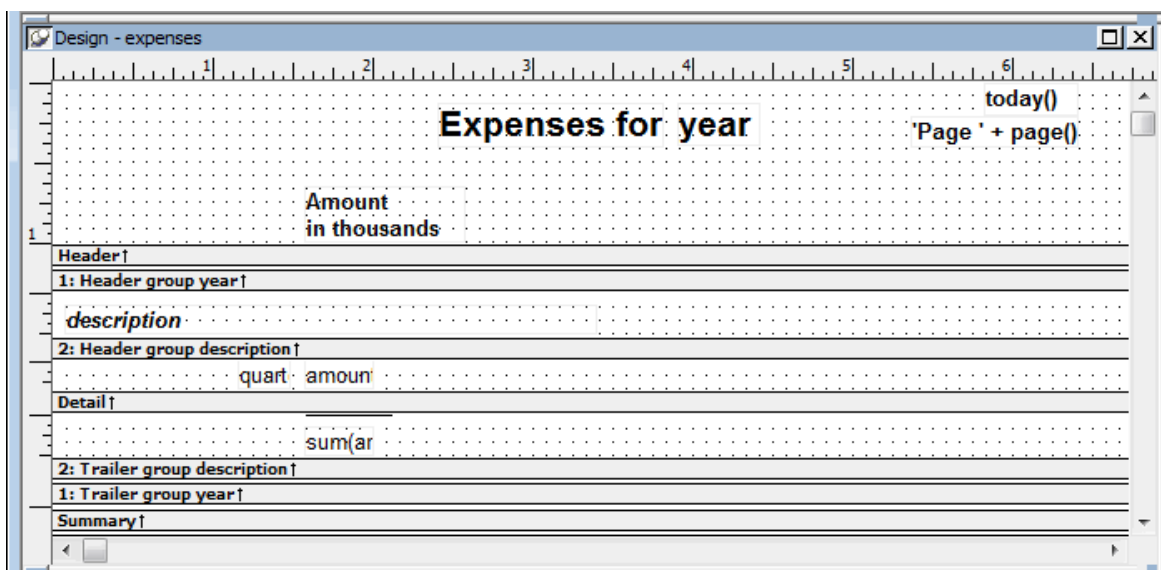 Design - expenses
1 2 3 4 5 6
today()
Expenses for year
'Page ' + page()
Amount
in thousands
1
Header↑
1: Header group year↑
description
2: Header group description↑
quart amount
Detail↑
sum(ar
2: Trailer group description↑
1: Trailer group year↑
Summary↑